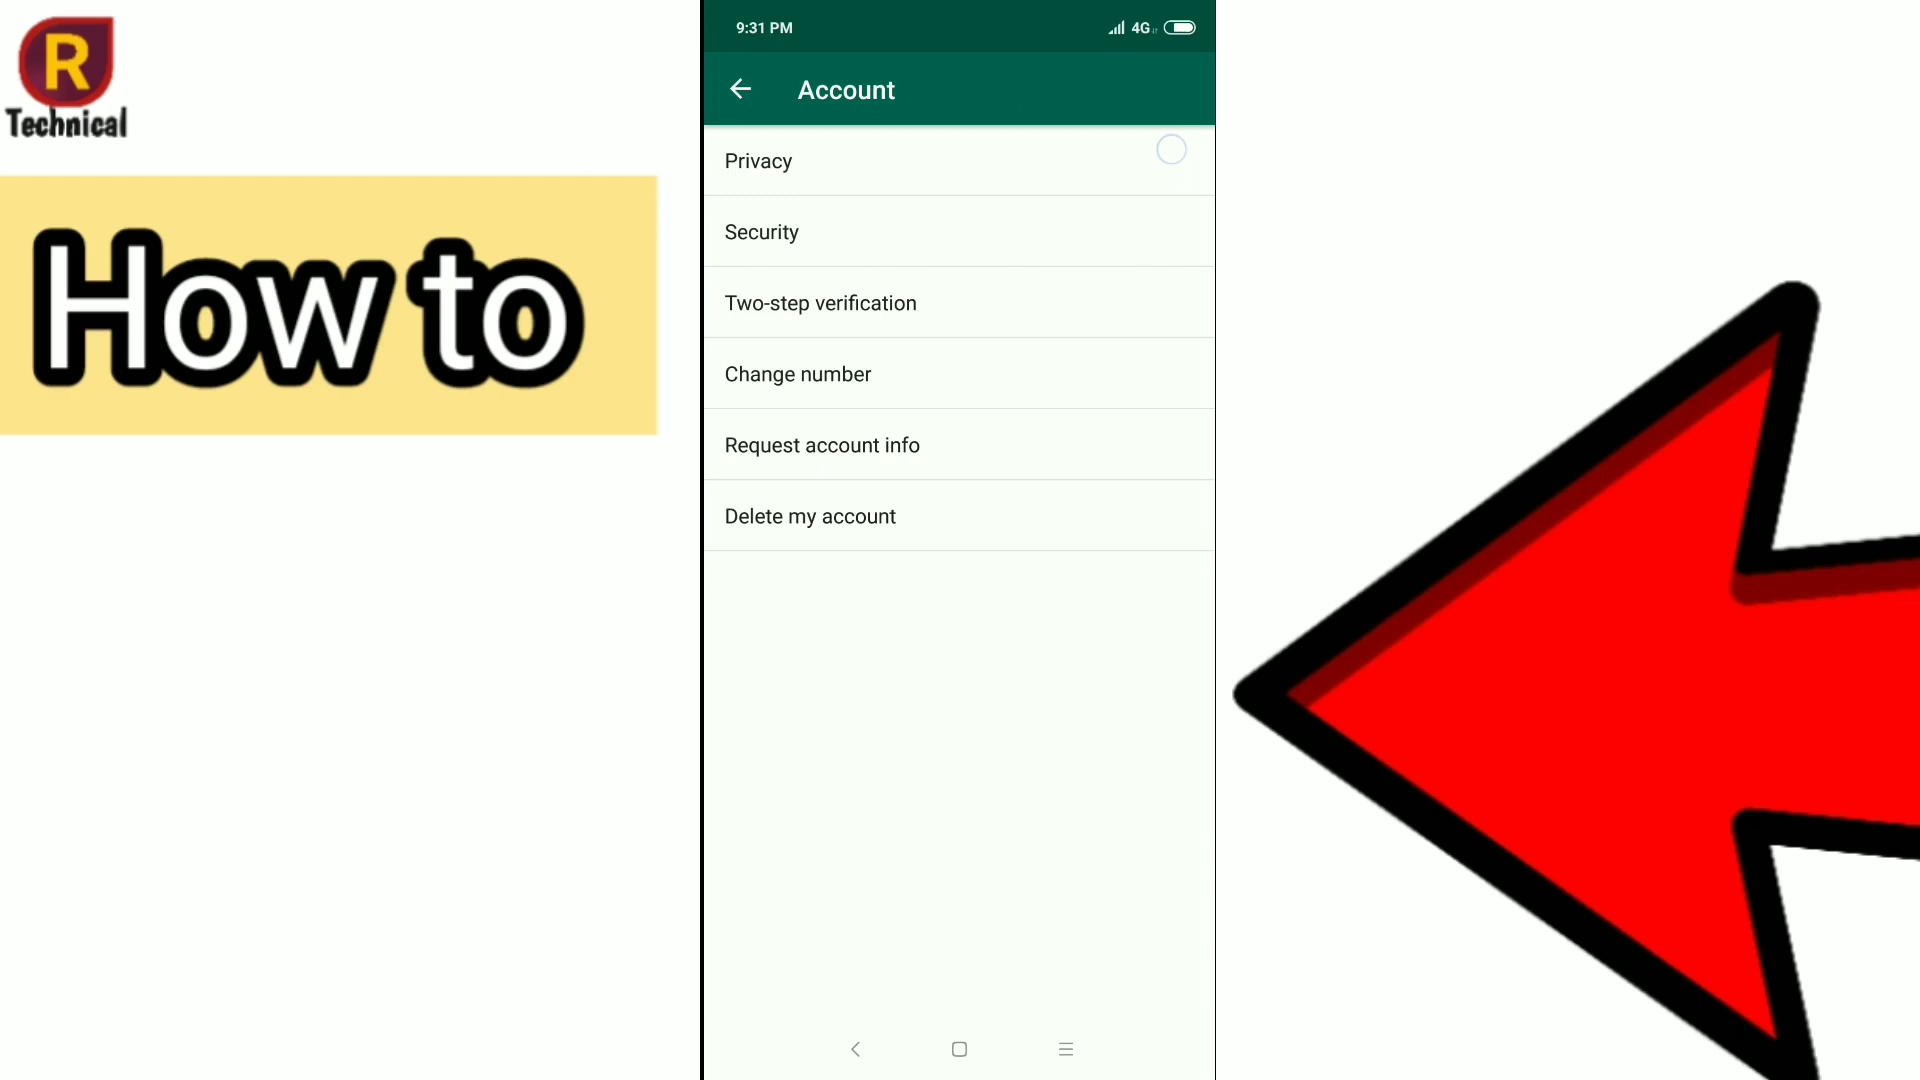 R
Technical
How to
9:31 PM
4G
Account
Privacy
Security
Two-step verification
Change number
Request account info
Delete my account